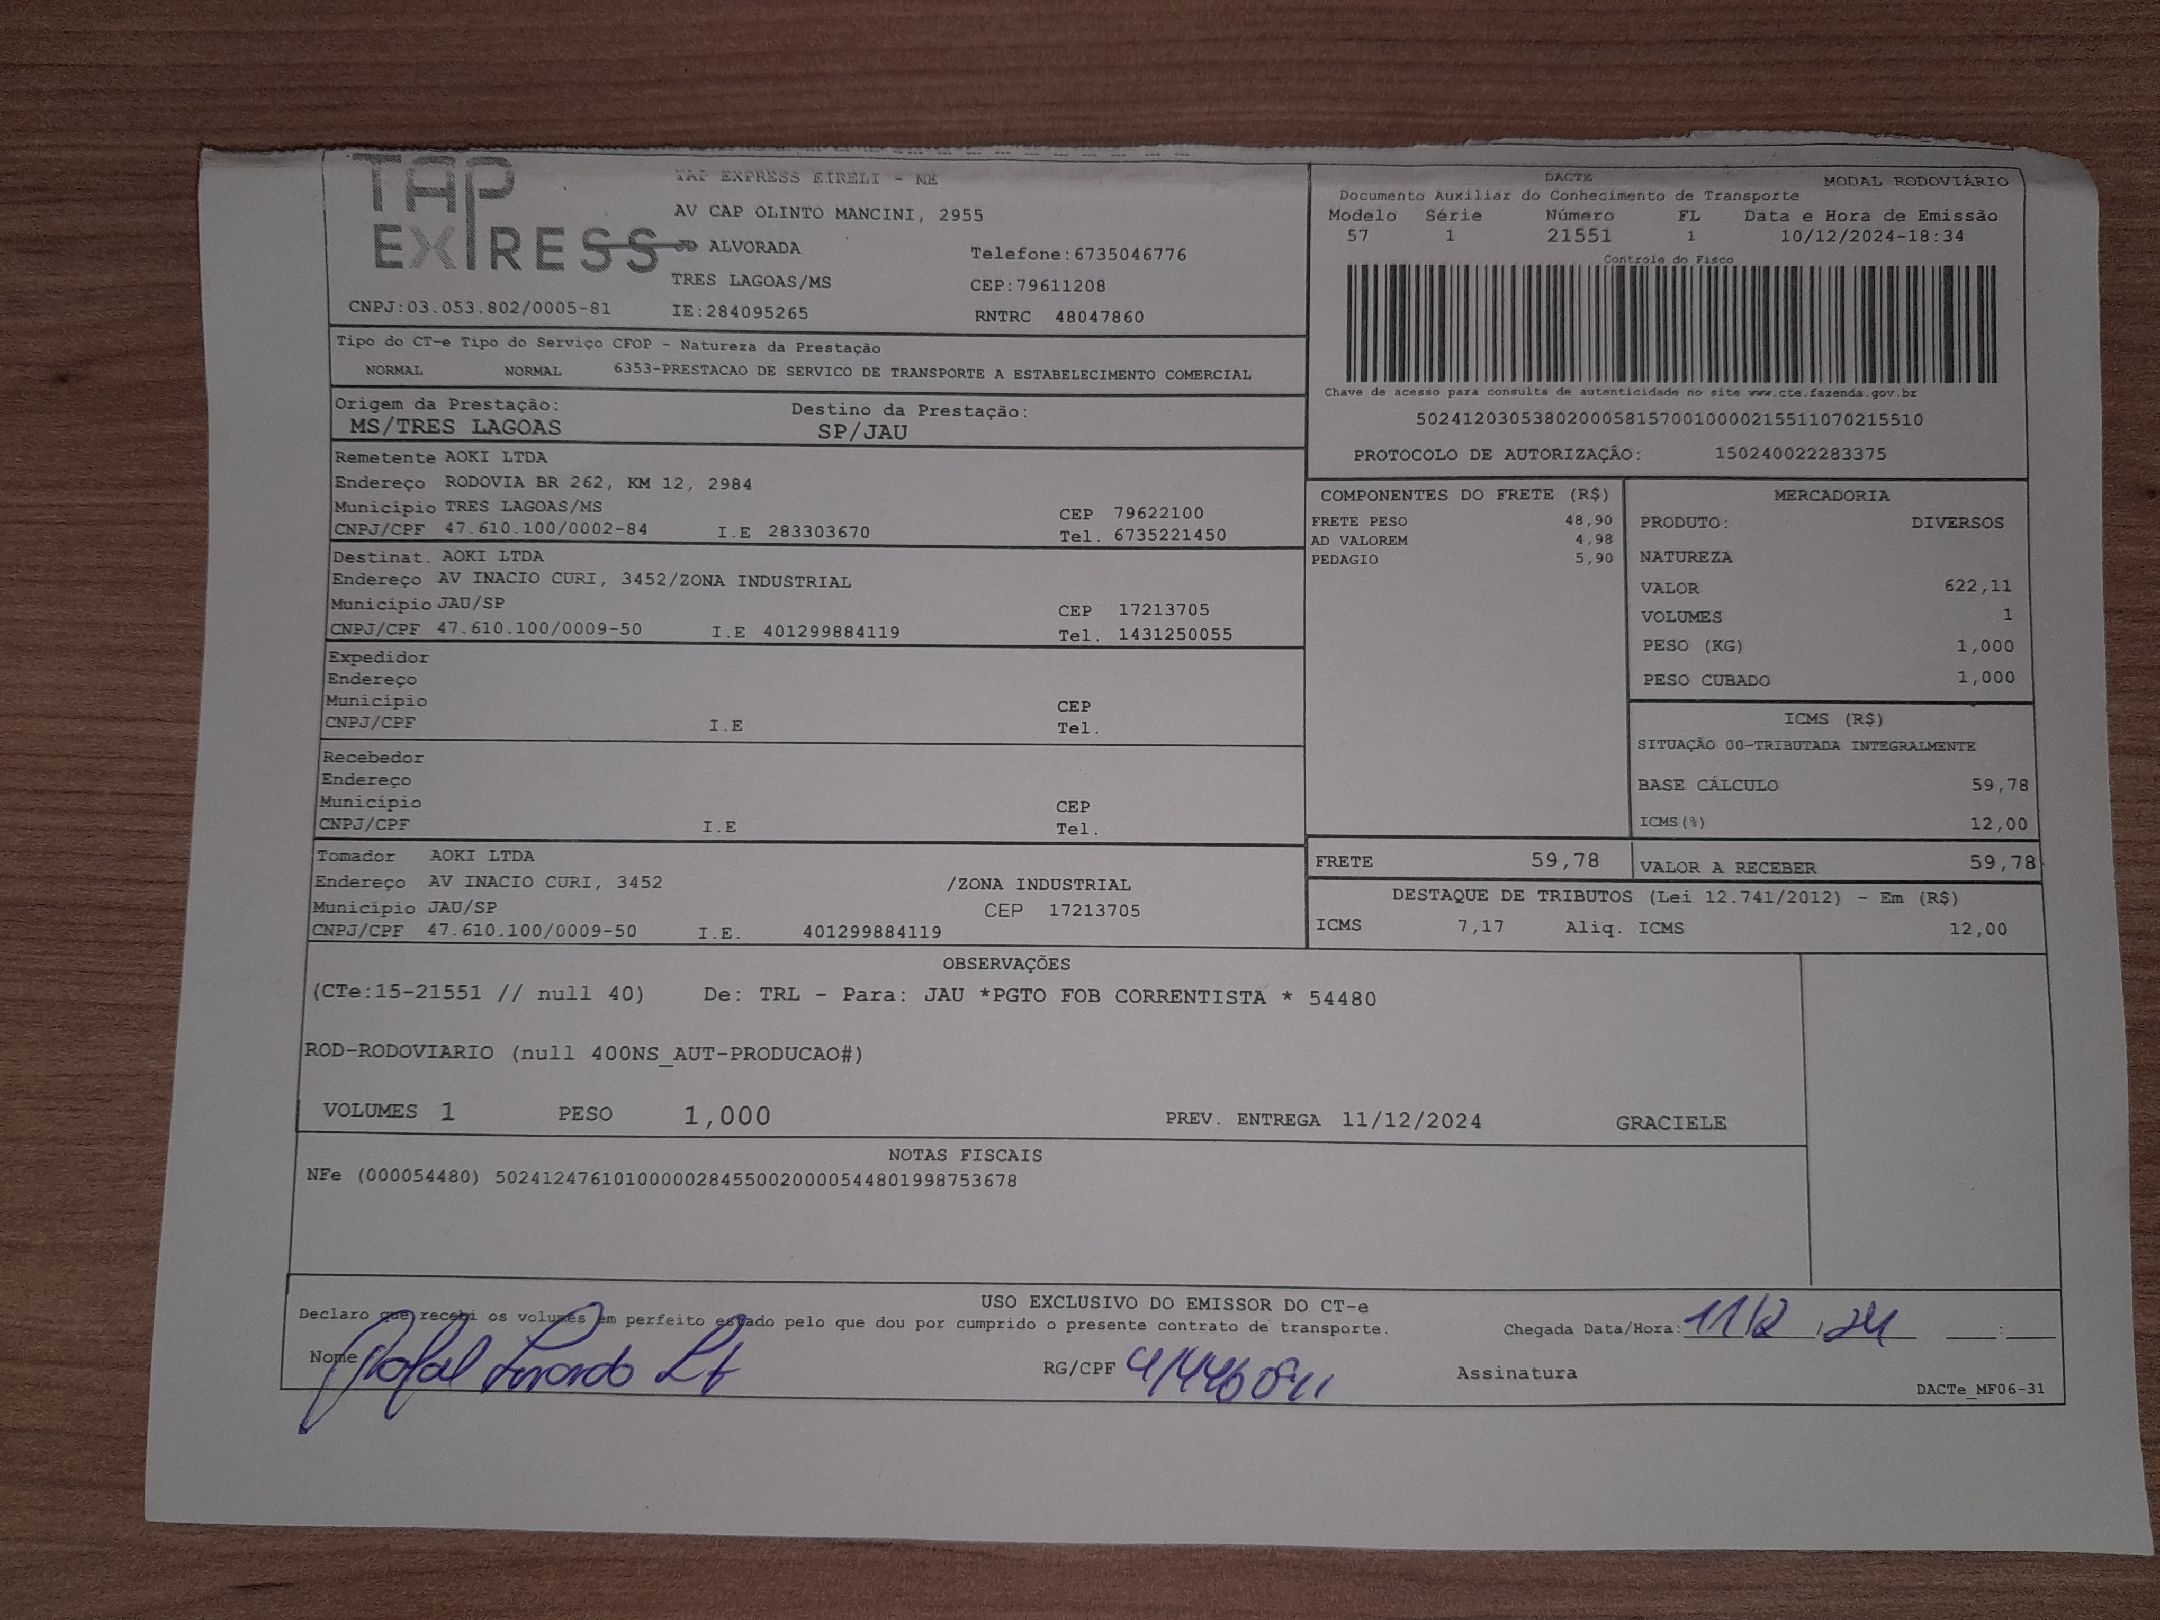 TAP
EXPRESS
CNPJ:03.053.802/0005-81
TAP EXPRESS EIRELI - ME
AV CAP OLINTO MANCINI, 2955
JD ALVORADA
Telefone:6735046776
TRES LAGOAS/MS
CEP:79611208
IE:284095265
RNTRC 48047860
DACTE
MODAL RODOVIÁRIO
Documento Auxiliar do Conhecimento de Transporte
Modelo Série Número FL Data e Hora de Emissão
57 1 21551 1 10/12/2024-18:34
Controle do Fisco
Chave de acesso para consulta de autenticidade no site www.cte.fazenda.gov.br
50241203053802000581570010000215511070215510
PROTOCOLO DE AUTORIZAÇÃO: 150240022283375
Tipo do CT-e Tipo do Serviço CFOP - Natureza da Prestação
NORMAL NORMAL 6353-PRESTACAO DE SERVICO DE TRANSPORTE A ESTABELECIMENTO COMERCIAL
Origem da Prestação: Destino da Prestação:
MS/TRES LAGOAS SP/JAU
Remetente AOKI LTDA
Endereço RODOVIA BR 262, KM 12, 2984
Município TRES LAGOAS/MS CEP 79622100
CNPJ/CPF 47.610.100/0002-84 I.E 283303670 Tel. 6735221450
Destinat. AOKI LTDA
Endereço AV INACIO CURI, 3452/ZONA INDUSTRIAL
Município JAU/SP CEP 17213705
CNPJ/CPF 47.610.100/0009-50 I.E 401299884119 Tel. 1431250055
Expedidor
Endereço
Município CEP
CNPJ/CPF I.E Tel.
Recebedor
Endereço
Município CEP
CNPJ/CPF I.E Tel.
Tomador AOKI LTDA
Endereço AV INACIO CURI, 3452 /ZONA INDUSTRIAL
Município JAU/SP CEP 17213705
CNPJ/CPF 47.610.100/0009-50 I.E. 401299884119
COMPONENTES DO FRETE (R$)
FRETE PESO 48,90
AD VALOREM 4,98
PEDAGIO 5,90
MERCADORIA
PRODUTO: DIVERSOS
NATUREZA
VALOR 622,11
VOLUMES 1
PESO (KG) 1,000
PESO CUBADO 1,000
ICMS (R$)
SITUAÇÃO 00-TRIBUTADA INTEGRALMENTE
BASE CÁLCULO 59,78
ICMS(%) 12,00
FRETE 59,78 VALOR A RECEBER 59,78
DESTAQUE DE TRIBUTOS (Lei 12.741/2012) - Em (R$)
ICMS 7,17 Aliq. ICMS 12,00
OBSERVAÇÕES
(CTe:15-21551 // null 40) De: TRL - Para: JAU *PGTO FOB CORRENTISTA * 54480
ROD-RODOVIARIO (null 400NS_AUT-PRODUCAO#)
VOLUMES 1 PESO 1,000 PREV. ENTREGA 11/12/2024 GRACIELE
NOTAS FISCAIS
NFe (000054480) 50241247610100000284550020000544801998753678
USO EXCLUSIVO DO EMISSOR DO CT-e
Declaro que recebi os volumes em perfeito estado pelo que dou por cumprido o presente contrato de transporte.
Chegada Data/Hora: 11/12 , 24 :
Nome RG/CPF Assinatura
DACTe_MF06-31